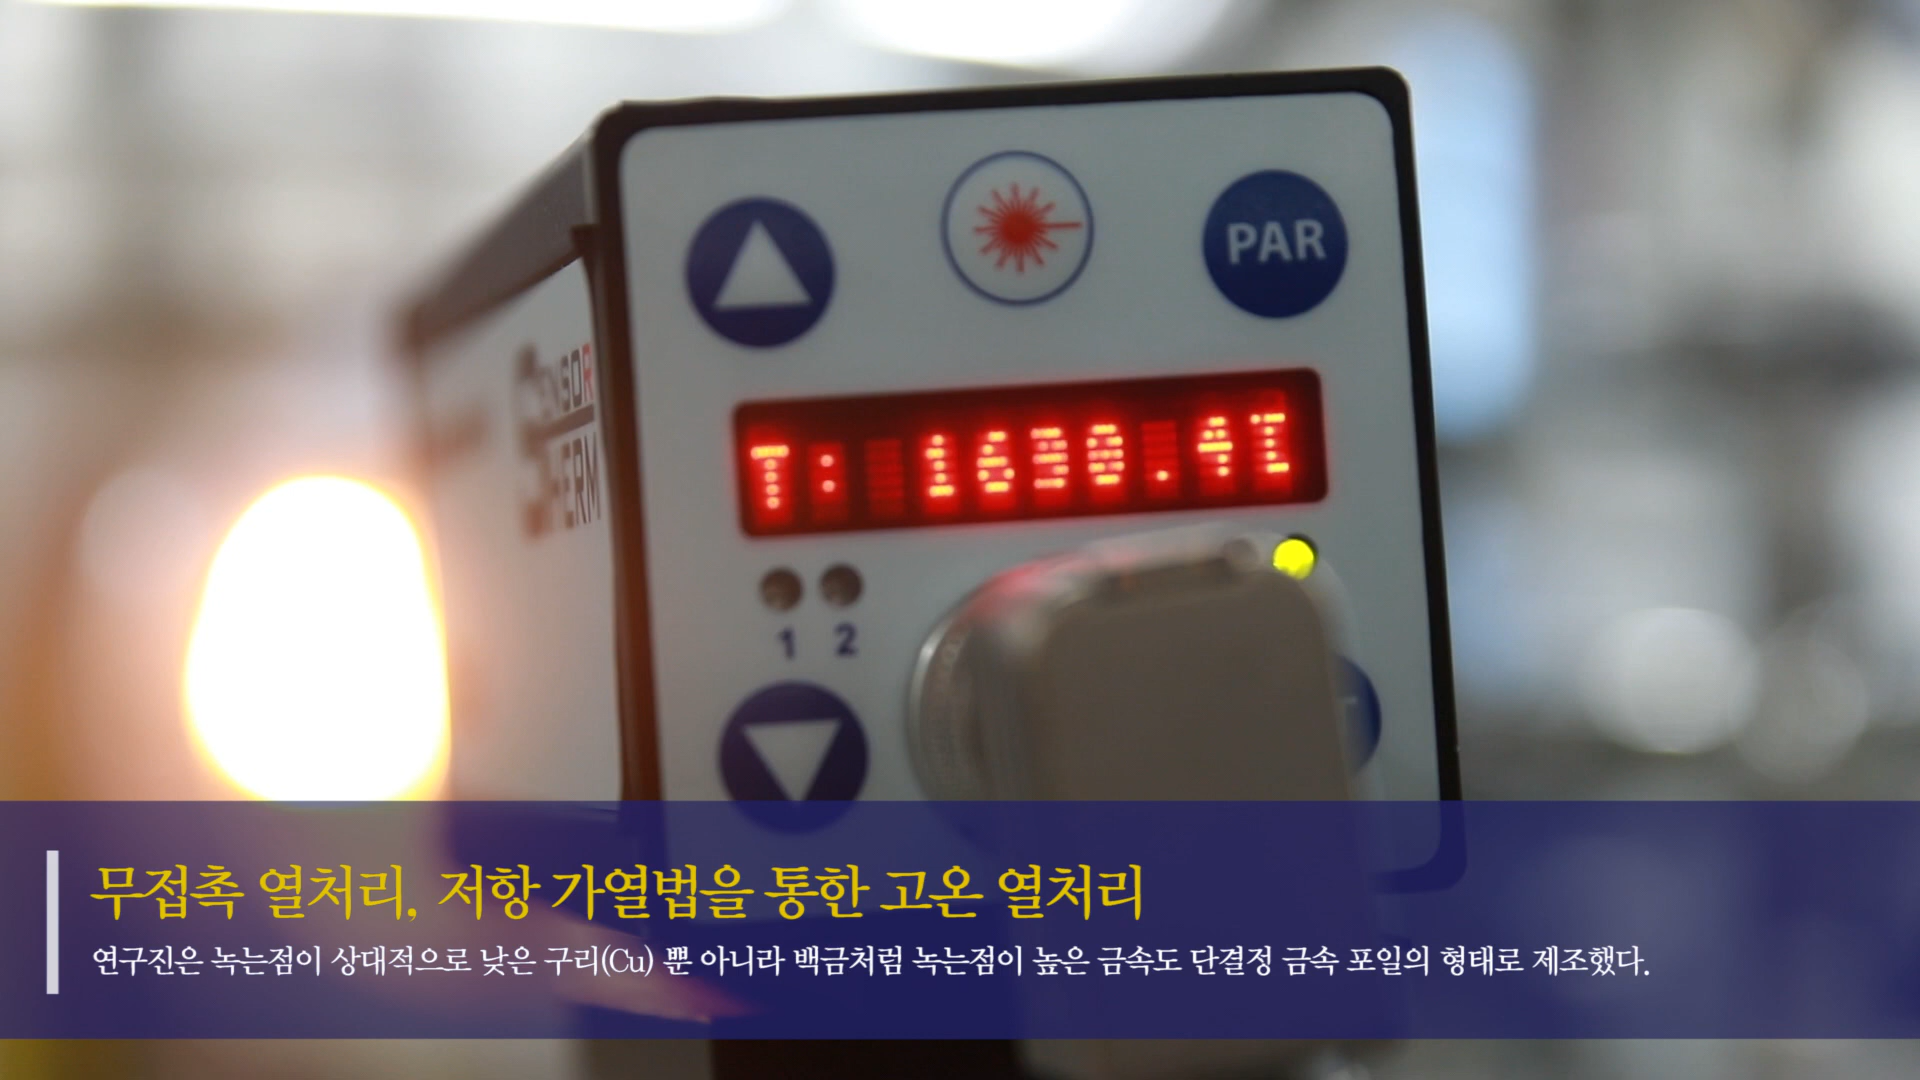 PAR
SENSOR
THERM
T: 1630.4
1 2
무접촉 열처리, 저항 가열법을 통한 고온 열처리
연구진은 녹는점이 상대적으로 낮은 구리(Cu) 뿐 아니라 백금처럼 녹는점이 높은 금속도 단결정 금속 포일의 형태로 제조했다.